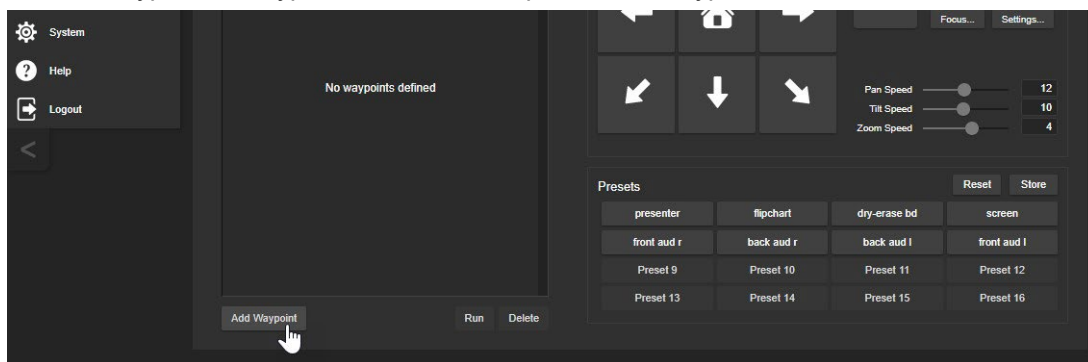 System
Help
Logout
No waypoints defined
Add Waypoint
Run Delete
Focus... Settings...
Pan Speed 12
Tilt Speed 10
Zoom Speed 4
Presets Reset Store
presenter flipchart dry-erase bd screen
front aud r back aud r back aud l front aud l
Preset 9 Preset 10 Preset 11 Preset 12
Preset 13 Preset 14 Preset 15 Preset 16